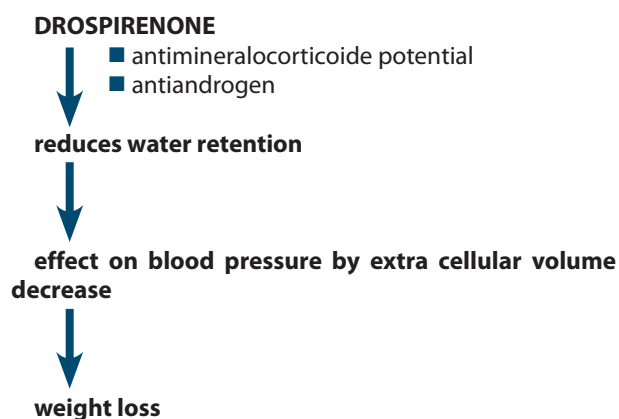 DROSPIRENONE
■ antimineralocorticoide potential
■ antiandrogen
reduces water retention
effect on blood pressure by extra cellular volume
decrease
weight loss